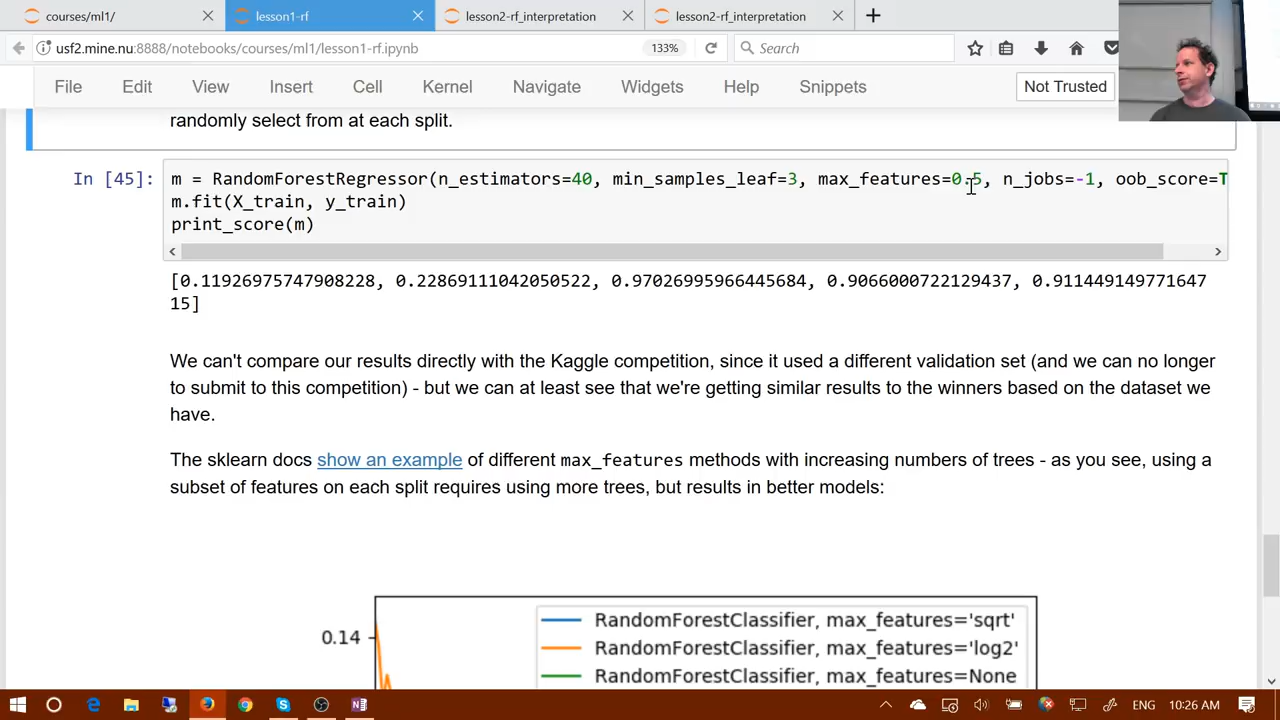 courses/ml1/
lesson1-rf
lesson2-rf_interpretation
lesson2-rf_interpretation
usf2.mine.nu:8888/notebooks/courses/ml1/lesson1-rf.ipynb
133%
Search
File Edit View Insert Cell Kernel Navigate Widgets Help Snippets
Not Trusted
randomly select from at each split.
In [45]: m = RandomForestRegressor(n_estimators=40, min_samples_leaf=3, max_features=0.5, n_jobs=-1, oob_score=T
m.fit(X_train, y_train)
print_score(m)
[0.11926975747908228, 0.22869111042050522, 0.97026995966445684, 0.9066000722129437, 0.911449149771647
15]
We can't compare our results directly with the Kaggle competition, since it used a different validation set (and we can no longer
to submit to this competition) - but we can at least see that we're getting similar results to the winners based on the dataset we
have.
The sklearn docs show an example of different max_features methods with increasing numbers of trees - as you see, using a
subset of features on each split requires using more trees, but results in better models:
RandomForestClassifier, max_features='sqrt'
0.14
RandomForestClassifier, max_features='log2'
RandomForestClassifier, max_features=None
ENG 10:26 AM